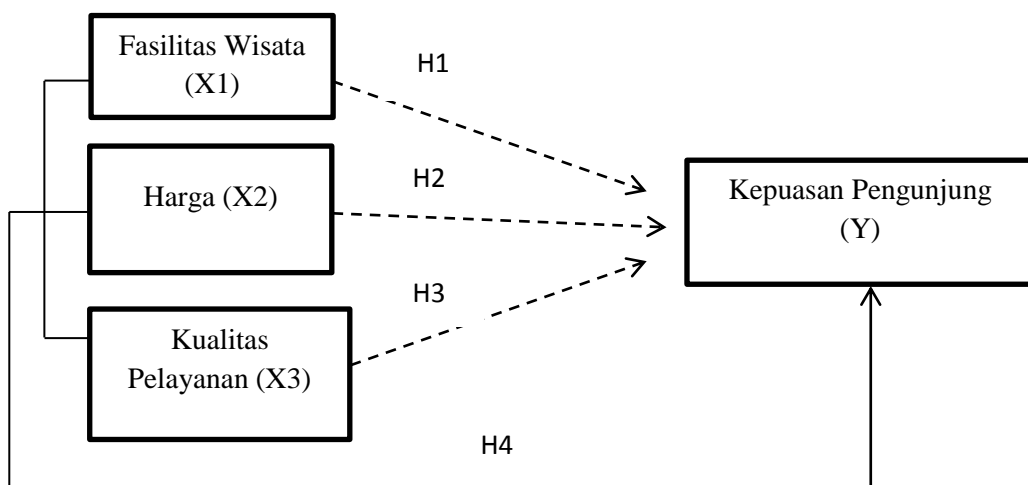 Fasilitas Wisata
(X1)
H1
Harga (X2)
H2
Kepuasan Pengunjung
(Y)
H3
Kualitas
Pelayanan (X3)
H4